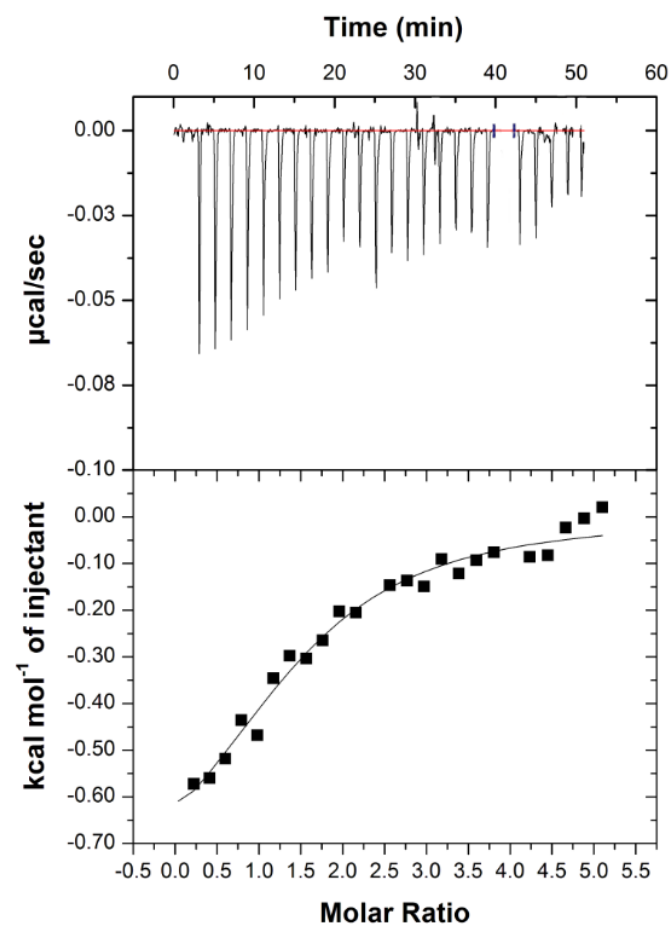 Time (min)
0 10 20 30 40 50 60
0.00
-0.03
-0.05
-0.08
-0.10
µcal/sec
0.00
-0.10
-0.20
-0.30
-0.40
-0.50
-0.60
-0.70
kcal mol⁻¹ of injectant
-0.5 0.0 0.5 1.0 1.5 2.0 2.5 3.0 3.5 4.0 4.5 5.0 5.5
Molar Ratio